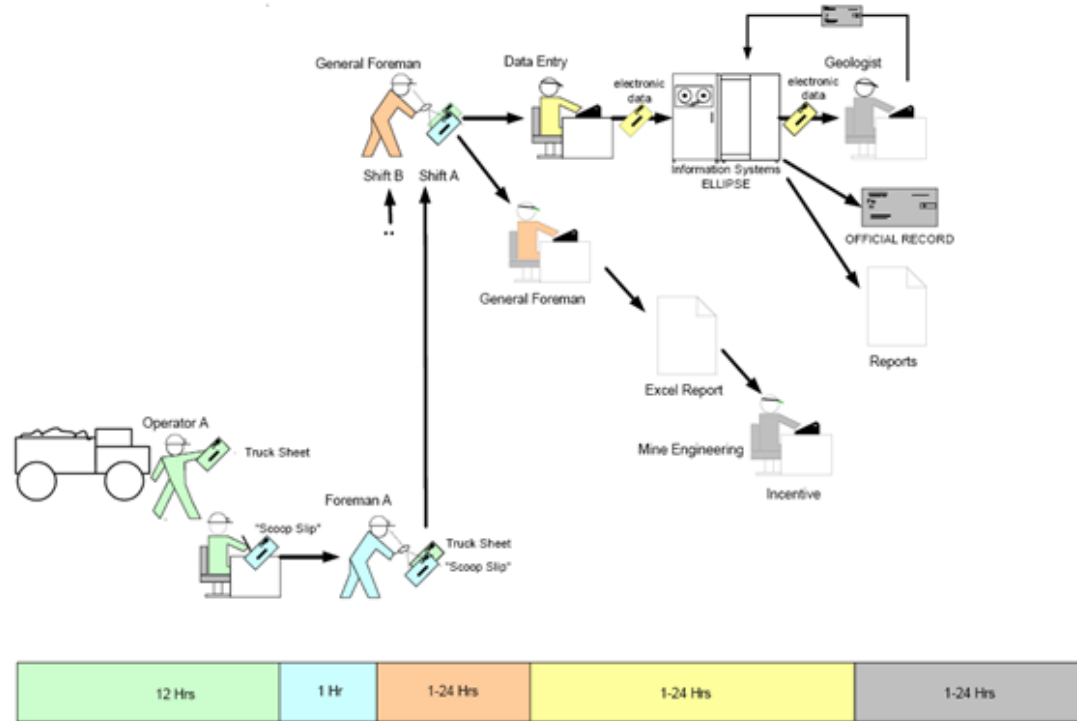 General Foreman
Data Entry
electronic
data
electronic
data
Geologist
Shift B
Shift A
Information Systems
ELLIPSE
OFFICIAL RECORD
General Foreman
Reports
Excel Report
Operator A
Truck Sheet
Mine Engineering
Incentive
Foreman A
"Scoop Slip"
Truck Sheet
"Scoop Slip"
12 Hrs
1 Hr
1-24 Hrs
1-24 Hrs
1-24 Hrs